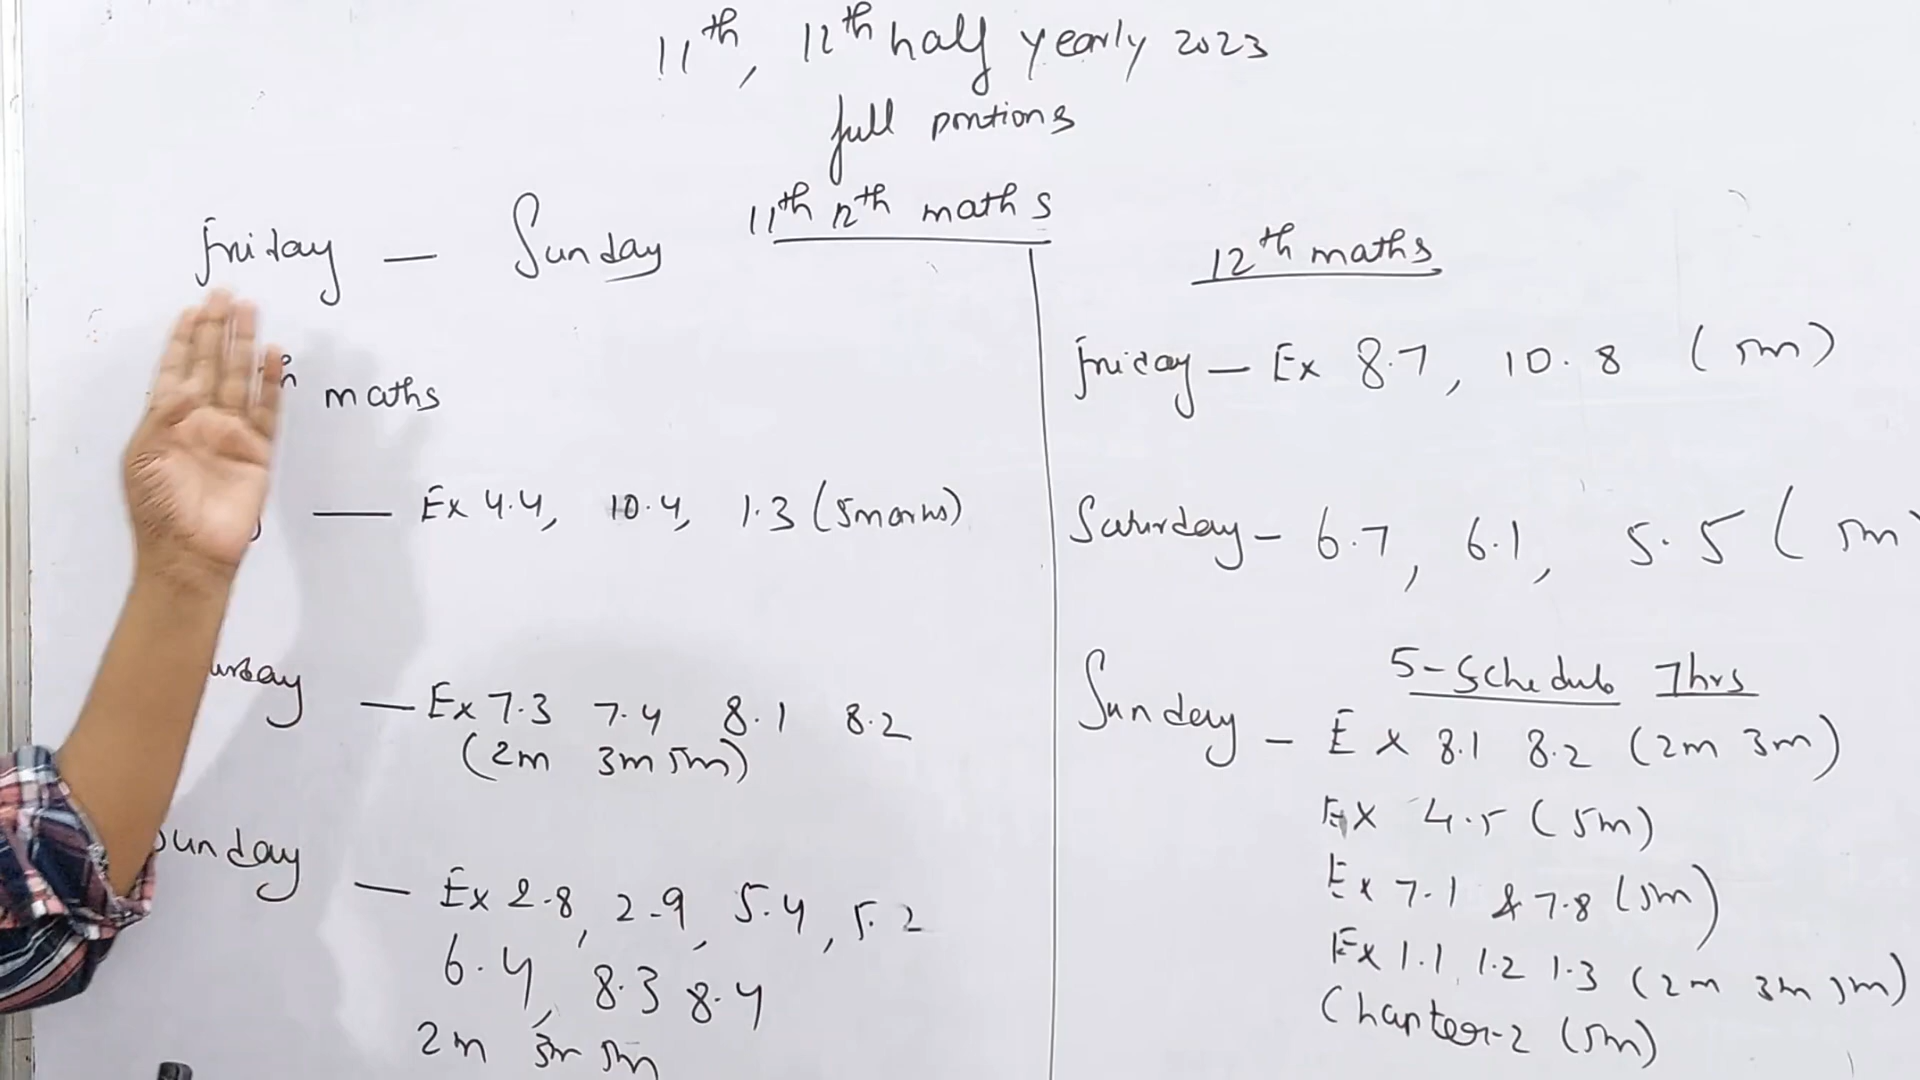 11th, 12th half yearly 2023
full portions
11th 12th maths
Friday — Sunday
maths
— Ex 4.4, 10.4, 1.3 (5marks)
— Ex 7.3 7.4 8.1 8.2
(2m 3m 5m)
Sunday — Ex 2.8, 2.9, 5.4, 5.2
6.4, 8.3 8.4
2m 3m 5m
12th maths
Friday — Ex 8.7, 10.8 (5m)
Saturday - 6.7, 6.1, 5.5 (5m
5-Schedule 7hrs
Sunday - Ex 8.1 8.2 (2m 3m)
Ex 4.5 (5m)
Ex 7.1 & 7.8 (5m)
Ex 1.1 1.2 1.3 (2m 3m 5m)
Chapter-2 (5m)